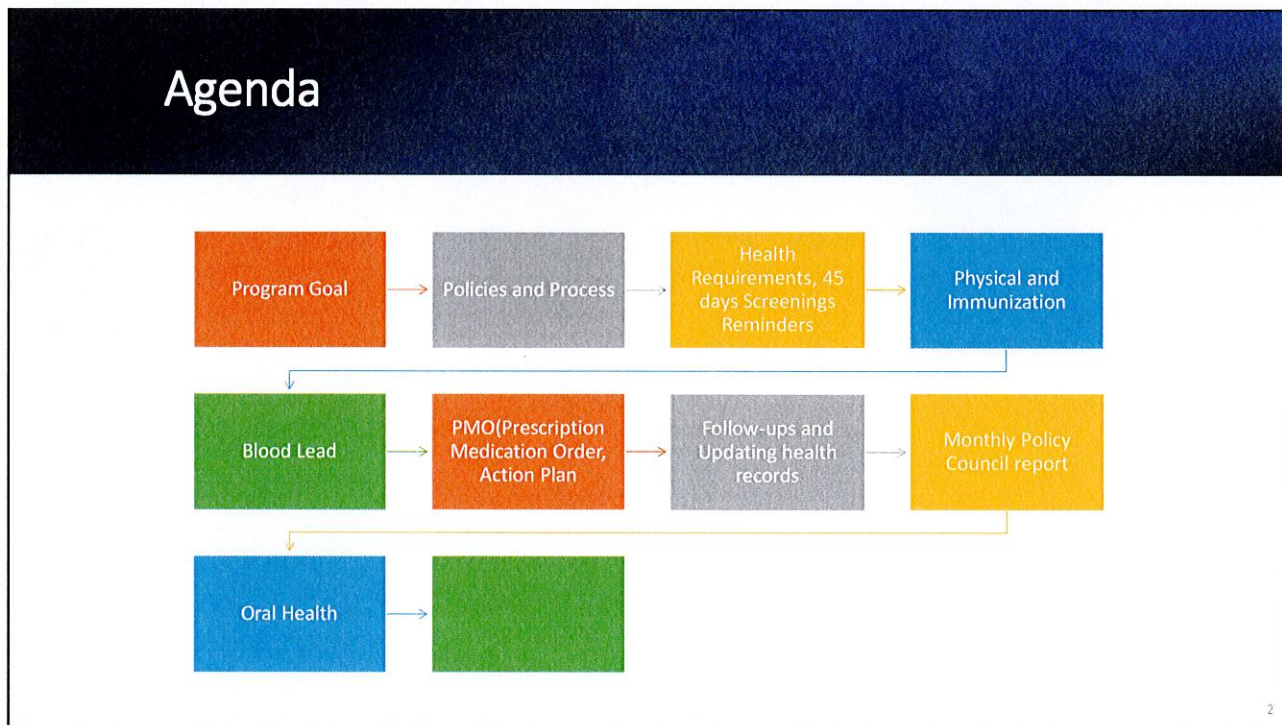 Agenda
Program Goal
Policies and Process
Health
Requirements, 45
days Screenings
Reminders
Physical and
Immunization
Blood Lead
PMO(Prescription
Medication Order,
Action Plan
Follow-ups and
Updating health
records
Monthly Policy
Council report
Oral Health
2